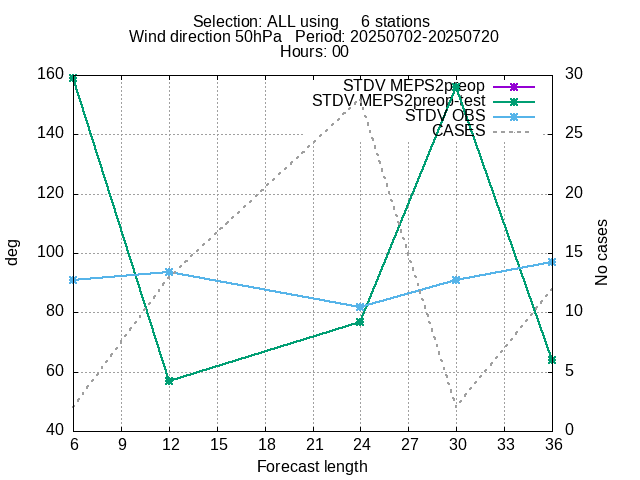 Selection: ALL using     6 stations
Wind direction 50hPa   Period: 20250702-20250720
Hours: 00
160
140
120
100
80
60
40
30
25
20
15
10
5
0
deg
No cases
STDV MEPS2preop
STDV MEPS2preop-test
STDV OBS
CASES
6 9 12 15 18 21 24 27 30 33 36
Forecast length